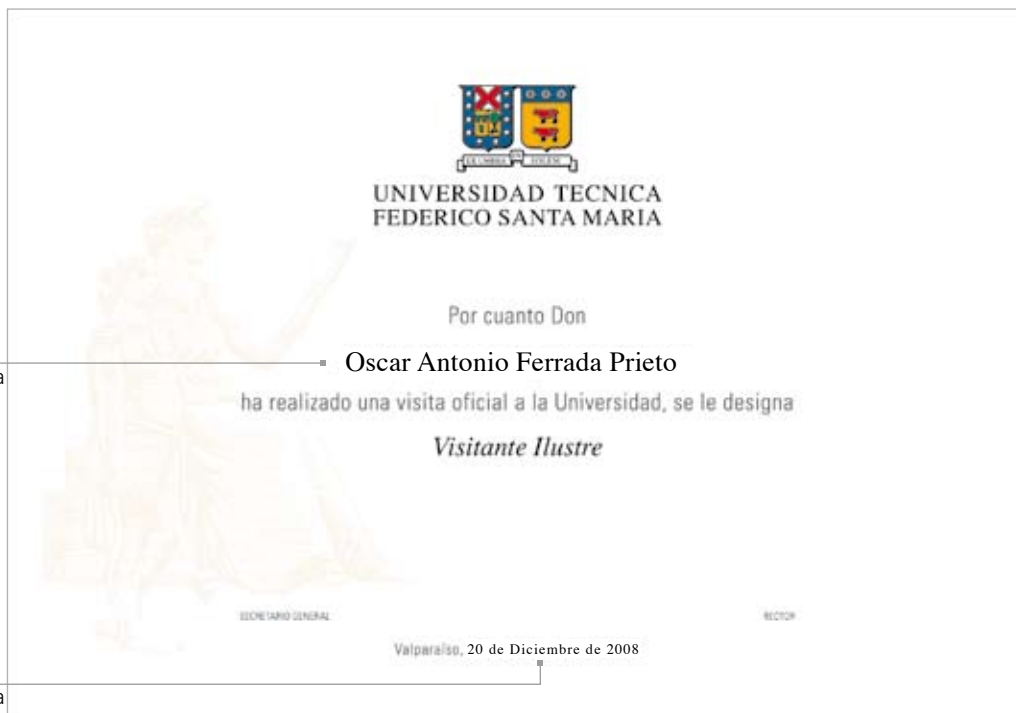 UNIVERSIDAD TECNICA
FEDERICO SANTA MARIA
Por cuanto Don
Oscar Antonio Ferrada Prieto
a
ha realizado una visita oficial a la Universidad, se le designa
Visitante Ilustre
SECRETARIO GENERAL
RECTOR
Valparaíso, 20 de Diciembre de 2008
a